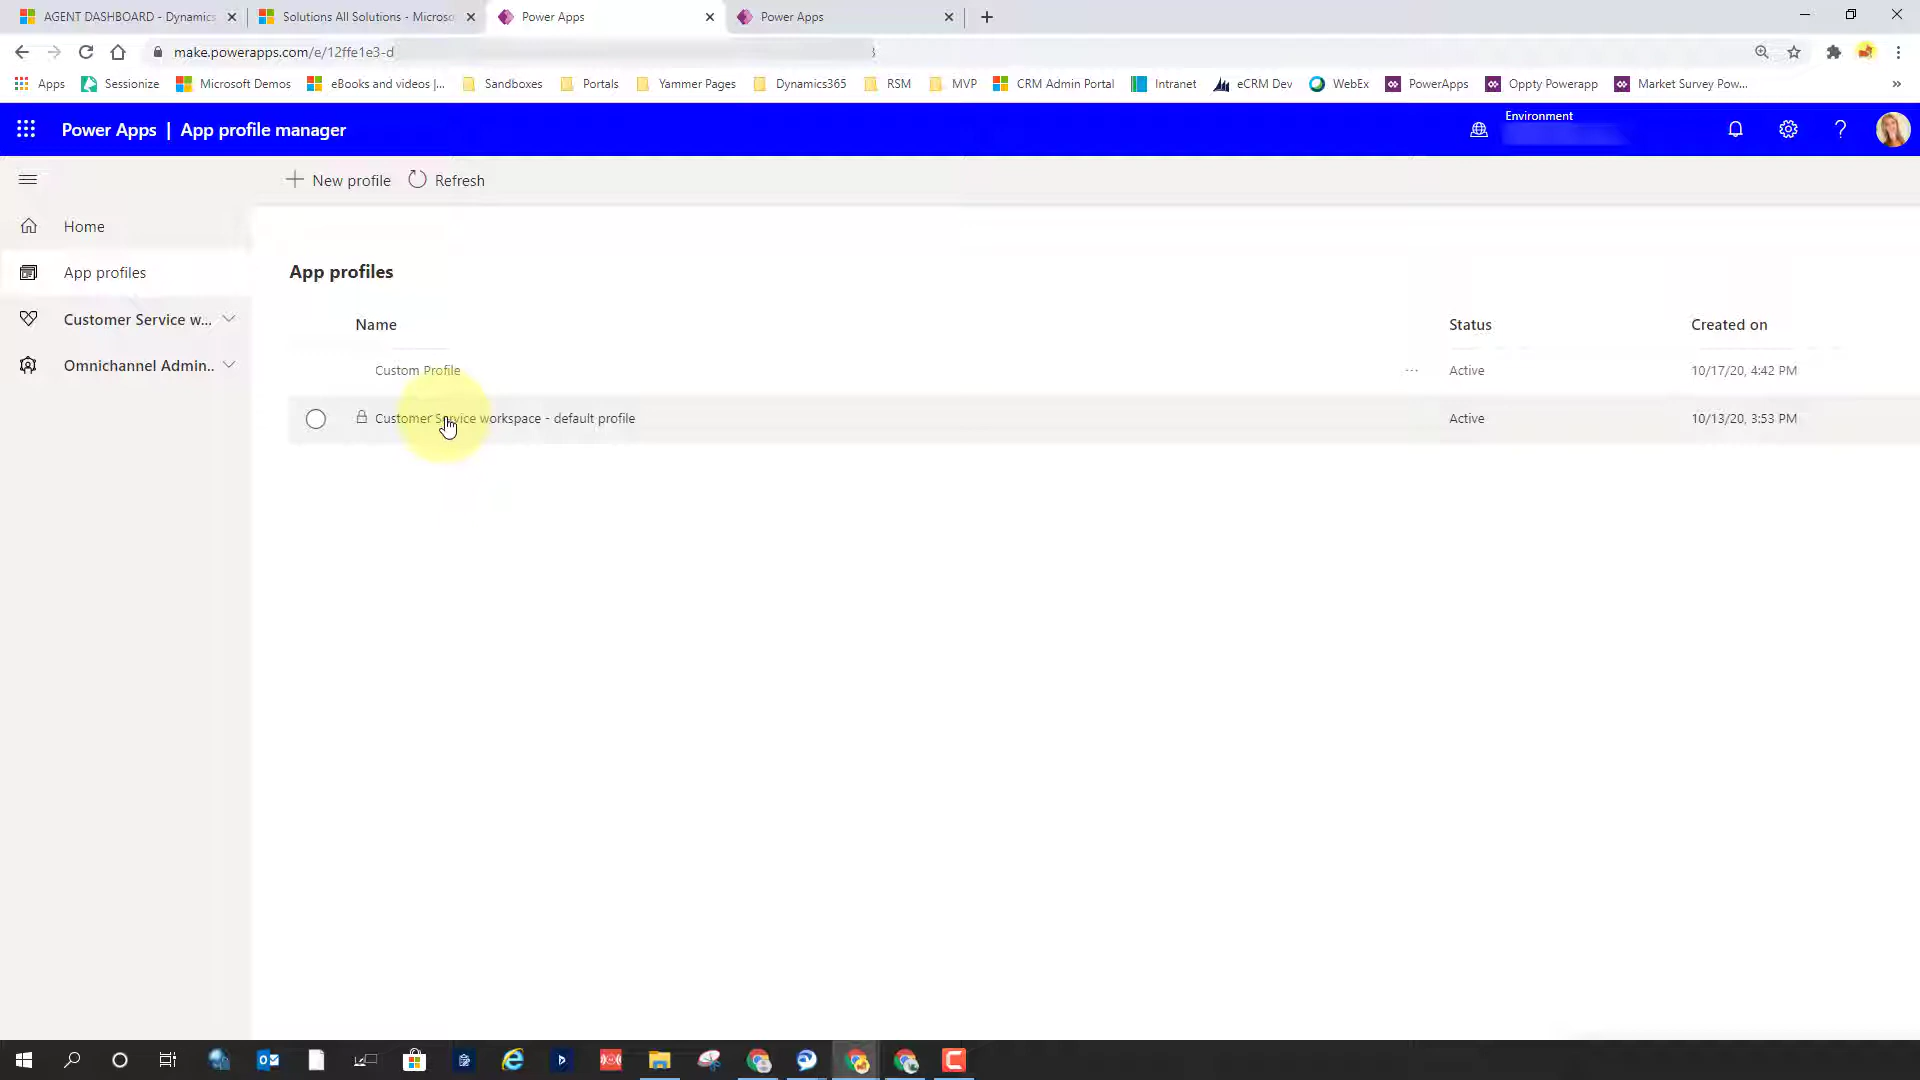 AGENT DASHBOARD - Dynamics
Solutions All Solutions - Microso
Power Apps
Power Apps
make.powerapps.com/e/12ffe1e3-d
Apps
Sessionize
Microsoft Demos
eBooks and videos |...
Sandboxes
Portals
Yammer Pages
Dynamics365
RSM
MVP
CRM Admin Portal
Intranet
eCRM Dev
WebEx
PowerApps
Oppty Powerapp
Market Survey Pow...
Power Apps | App profile manager
Environment
New profile
Refresh
Home
App profiles
Customer Service w...
Omnichannel Admin..
App profiles
Name
Status
Created on
Custom Profile
...
Active
10/17/20, 4:42 PM
Customer Service workspace - default profile
Active
10/13/20, 3:53 PM